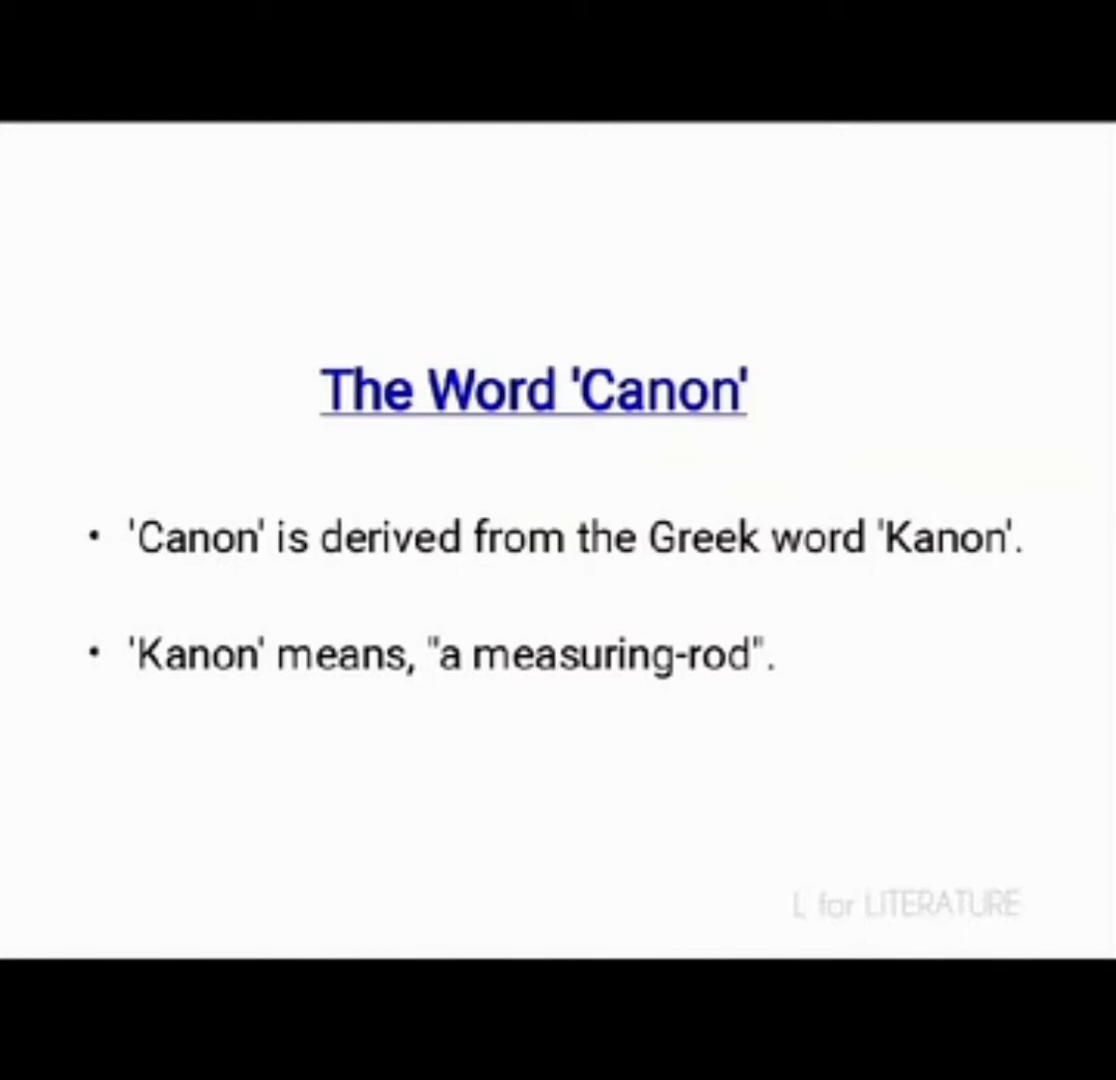 The Word 'Canon'
• 'Canon' is derived from the Greek word 'Kanon'.
• 'Kanon' means, "a measuring-rod".
L for LITERATURE